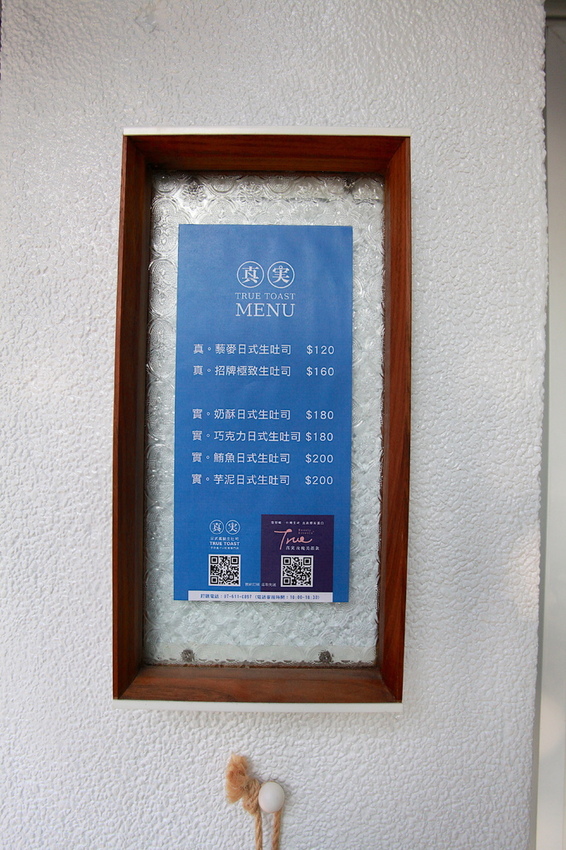 真 実
TRUE TOAST
MENU
真。藜麥日式生吐司 $120
真。招牌極致生吐司 $160
實。奶酥日式生吐司 $180
實。巧克力日式生吐司 $180
實。鮪魚日式生吐司 $200
實。芋泥日式生吐司 $200
真 実
TRUE TOAST
True